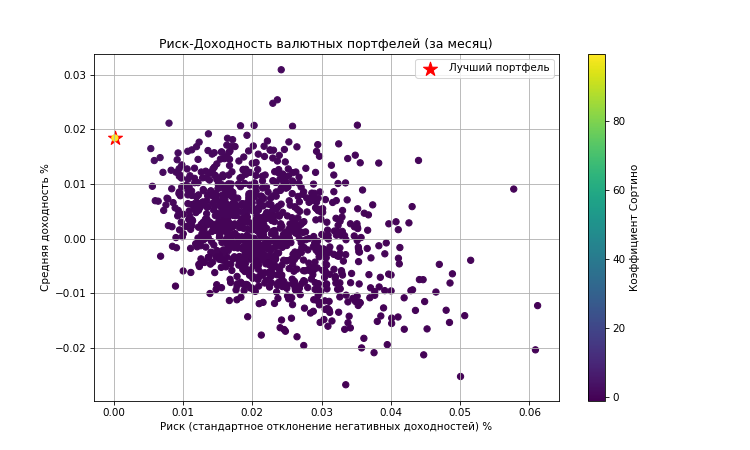 Риск-Доходность валютных портфелей (за месяц)
Лучший портфель
0.03
0.02
0.01
0.00
−0.01
−0.02
Средняя доходность %
0.00 0.01 0.02 0.03 0.04 0.05 0.06
Риск (стандартное отклонение негативных доходностей) %
80
60
40
20
0
Коэффициент Сортино